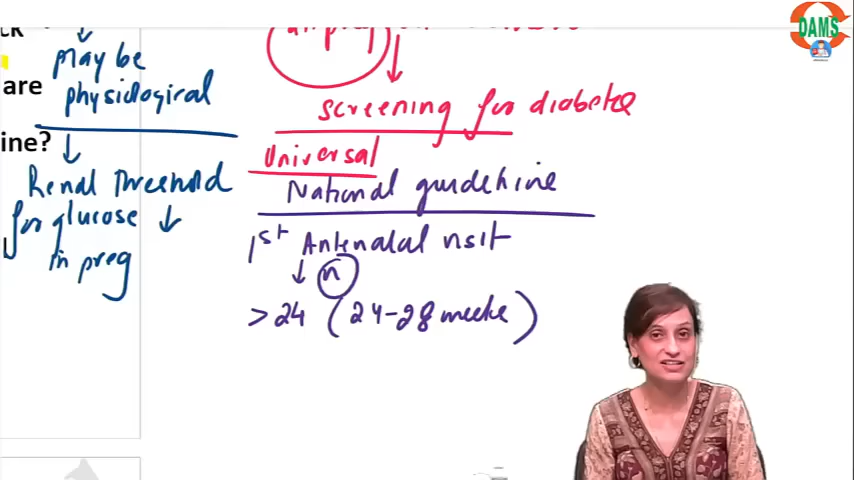 ck
are
ine?
may be
physiological
Renal Threshold
for glucose
in preg
screening for diabetes
Universal
National guideline
1st Antenatal visit
n
>24 (24-28 weeks)
DAMS